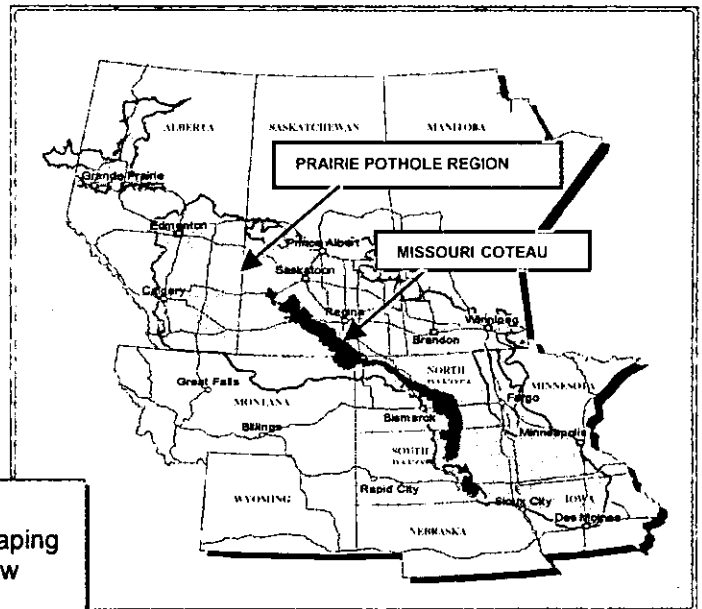 ALBERTA
SASKATCHEWAN
MANITOBA
PRAIRIE POTHOLE REGION
Grande Prairie
Edmonton
Prince Albert
MISSOURI COTEAU
Saskatoon
Calgary
Regina
Winnipeg
Brandon
NORTH
Great Falls
MINNESOTA
MONTANA
Fargo
Bismarck
Billings
Minneapolis
SOUTH
WYOMING
Rapid City
Sioux City
IOWA
Des Moines
NEBRASKA
aping
w